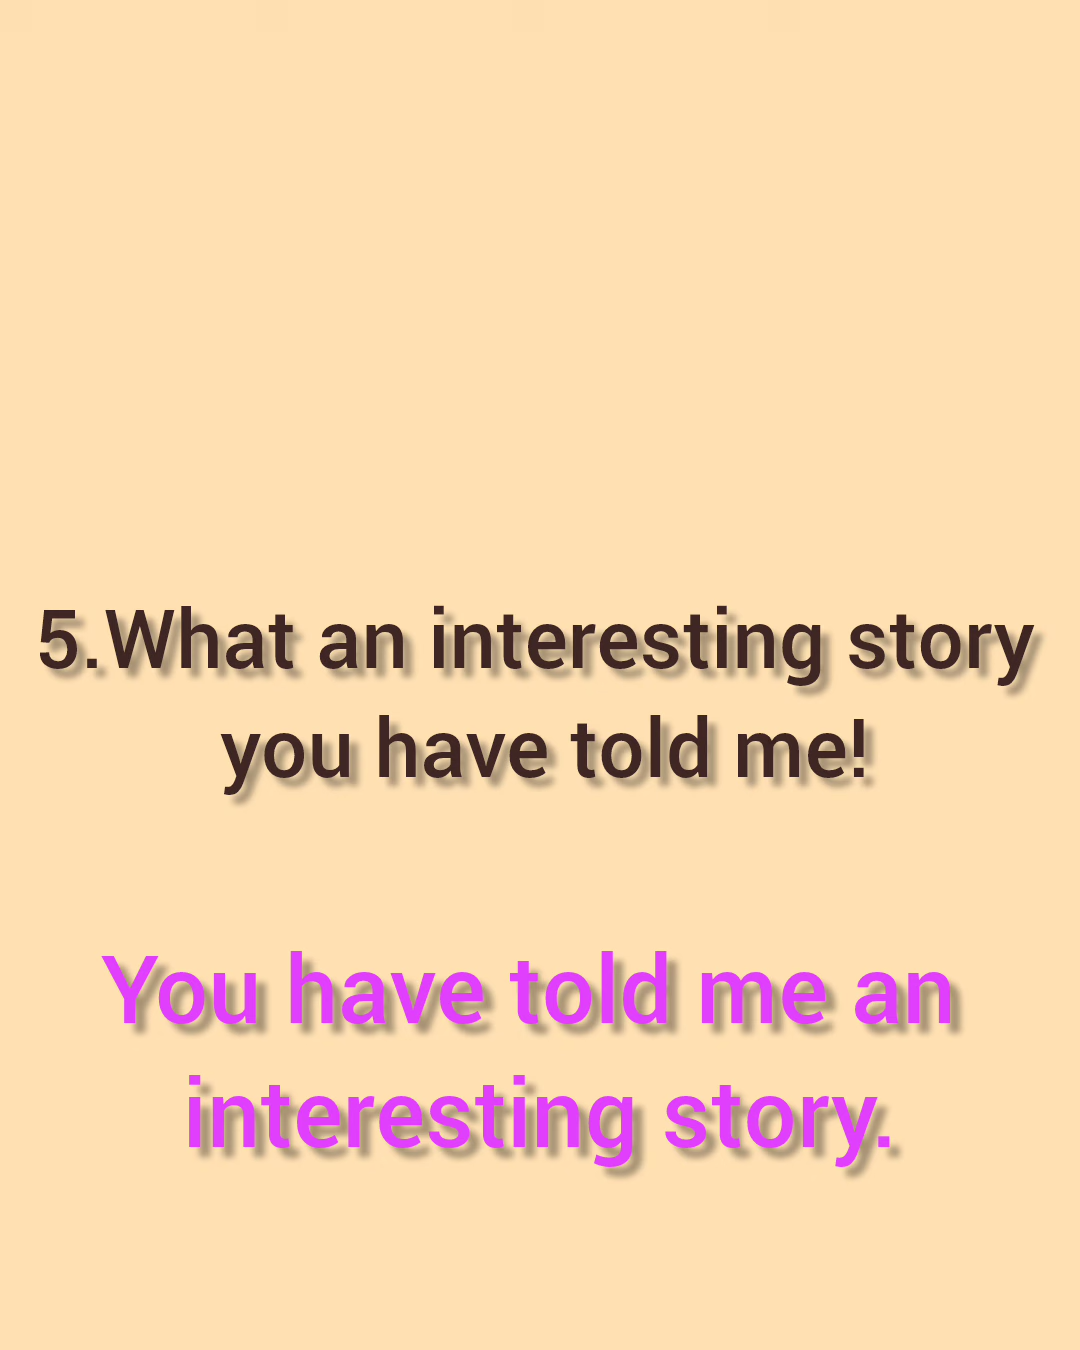 5.What an interesting story
you have told me!
You have told me an
interesting story.